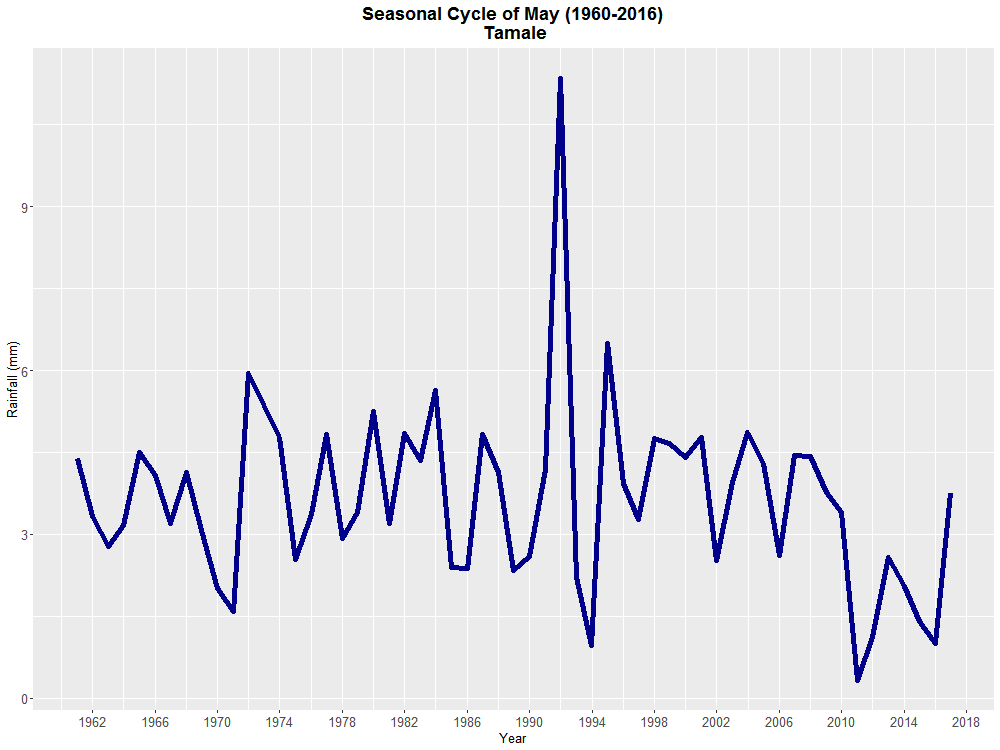 Seasonal Cycle of May (1960-2016)
Tamale
Rainfall (mm)
9
6
3
0
1962 1966 1970 1974 1978 1982 1986 1990 1994 1998 2002 2006 2010 2014 2018
Year